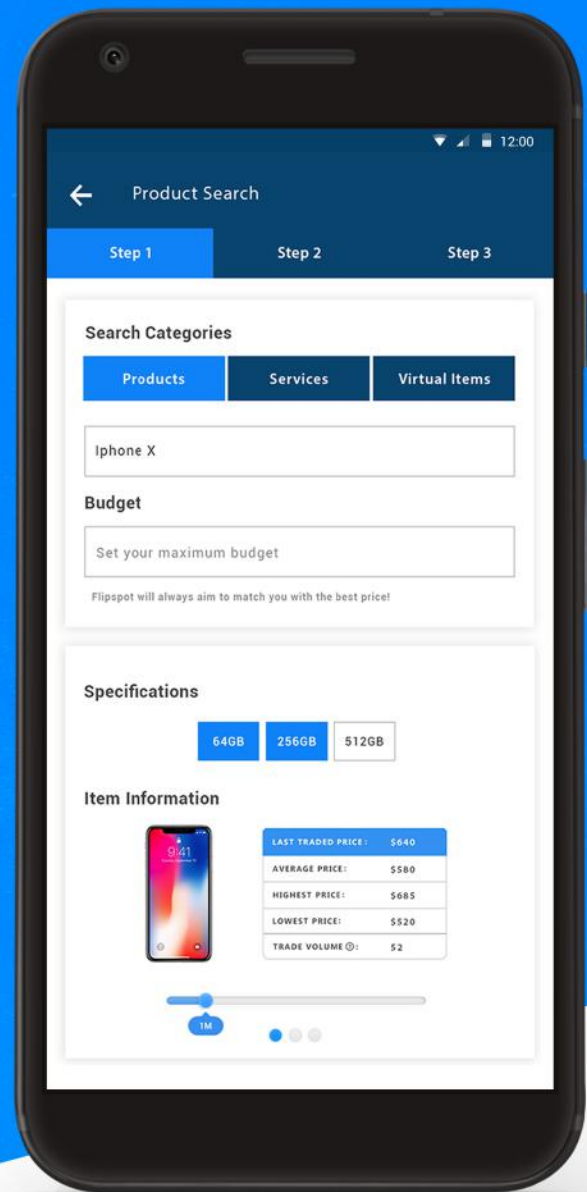 12:00
Product Search
Step 1 Step 2 Step 3
Search Categories
Products Services Virtual Items
Iphone X
Budget
Set your maximum budget
Flipspot will always aim to match you with the best price!
Specifications
64GB 256GB 512GB
Item Information
9:41
LAST TRADED PRICE: $640
AVERAGE PRICE: $580
HIGHEST PRICE: $685
LOWEST PRICE: $520
TRADE VOLUME ?: 52
1M